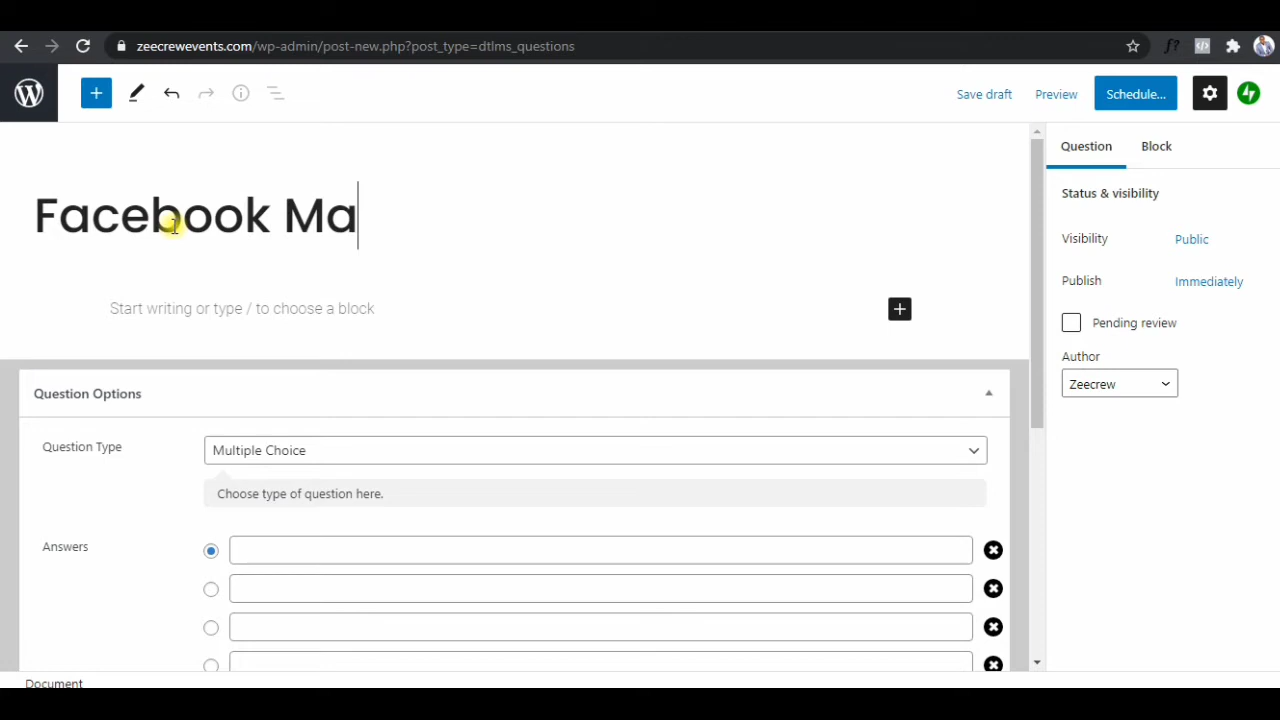 zeecrewevents.com/wp-admin/post-new.php?post_type=dtlms_questions
Save draft
Preview
Schedule...
Facebook Ma
Start writing or type / to choose a block
Question Options
Question Type
Multiple Choice
Choose type of question here.
Answers
Question
Block
Status & visibility
Visibility
Public
Publish
Immediately
Pending review
Author
Zeecrew
Document